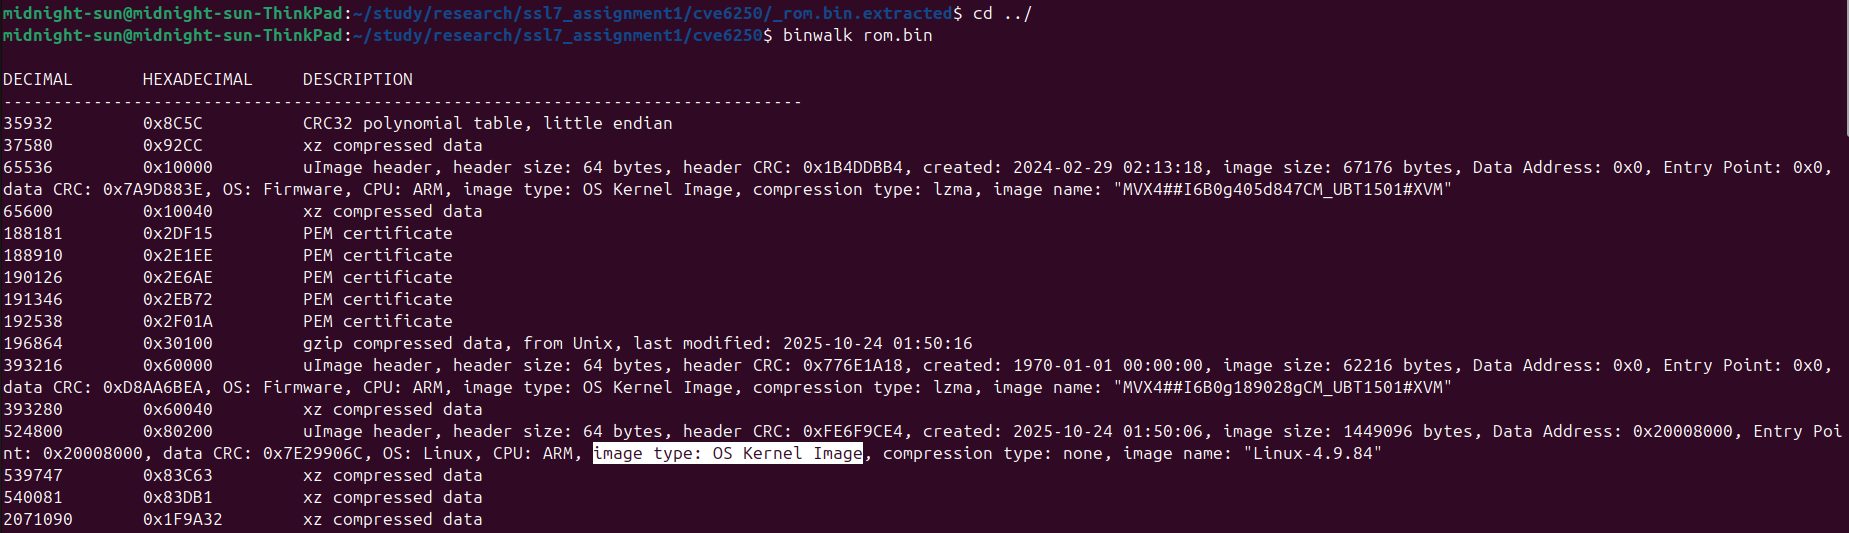 midnight-sun@midnight-sun-ThinkPad:~/study/research/ssl7_assignment1/cve6250/_rom.bin.extracted$ cd ../
midnight-sun@midnight-sun-ThinkPad:~/study/research/ssl7_assignment1/cve6250$ binwalk rom.bin

DECIMAL       HEXADECIMAL     DESCRIPTION
--------------------------------------------------------------------------------
35932         0x8C5C          CRC32 polynomial table, little endian
37580         0x92CC          xz compressed data
65536         0x10000         uImage header, header size: 64 bytes, header CRC: 0x1B4DDBB4, created: 2024-02-29 02:13:18, image size: 67176 bytes, Data Address: 0x0, Entry Point: 0x0,
data CRC: 0x7A9D883E, OS: Firmware, CPU: ARM, image type: OS Kernel Image, compression type: lzma, image name: "MVX4##I6B0g405d847CM_UBT1501#XVM"
65600         0x10040         xz compressed data
188181        0x2DF15         PEM certificate
188910        0x2E1EE         PEM certificate
190126        0x2E6AE         PEM certificate
191346        0x2EB72         PEM certificate
192538        0x2F01A         PEM certificate
196864        0x30100         gzip compressed data, from Unix, last modified: 2025-10-24 01:50:16
393216        0x60000         uImage header, header size: 64 bytes, header CRC: 0x776E1A18, created: 1970-01-01 00:00:00, image size: 62216 bytes, Data Address: 0x0, Entry Point: 0x0,
data CRC: 0xD8AA6BEA, OS: Firmware, CPU: ARM, image type: OS Kernel Image, compression type: lzma, image name: "MVX4##I6B0g189028gCM_UBT1501#XVM"
393280        0x60040         xz compressed data
524800        0x80200         uImage header, header size: 64 bytes, header CRC: 0xFE6F9CE4, created: 2025-10-24 01:50:06, image size: 1449096 bytes, Data Address: 0x20008000, Entry Poi
nt: 0x20008000, data CRC: 0x7E29906C, OS: Linux, CPU: ARM, image type: OS Kernel Image, compression type: none, image name: "Linux-4.9.84"
539747        0x83C63         xz compressed data
540081        0x83DB1         xz compressed data
2071090       0x1F9A32        xz compressed data